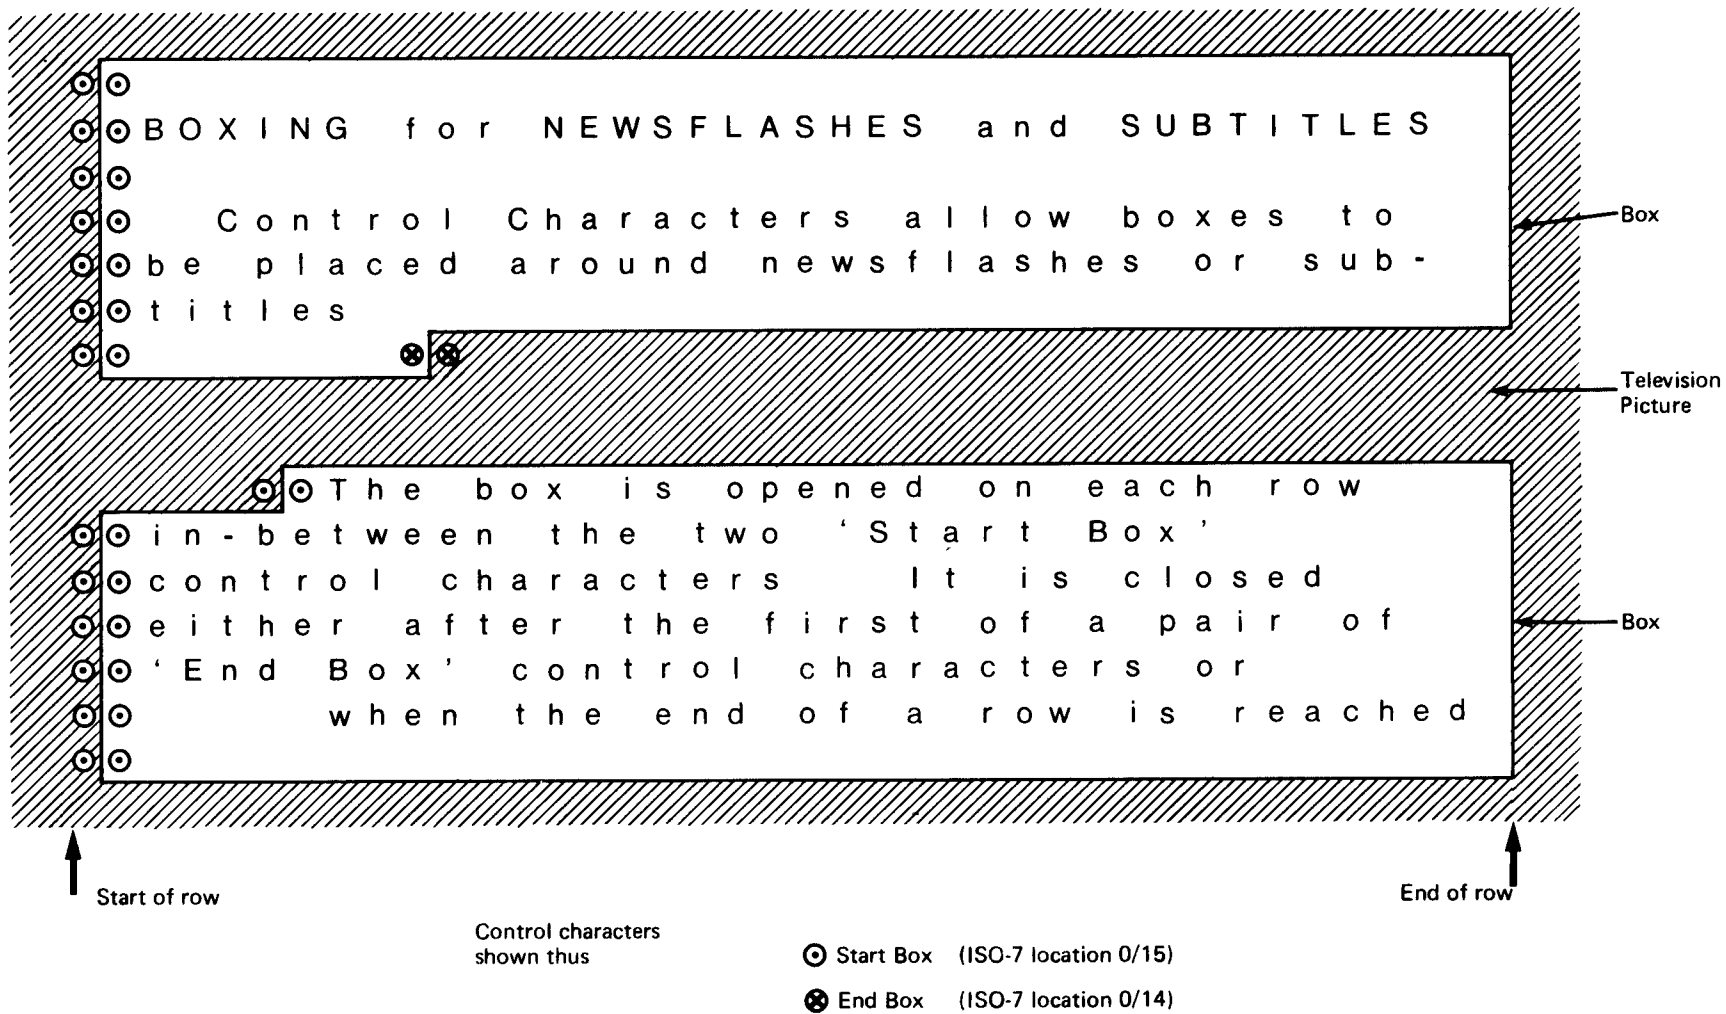 BOXING for NEWSFLASHES and SUBTITLES
Control Characters allow boxes to
be placed around newsflashes or sub-
titles
Box
Television
Picture
The box is opened on each row
in-between the two ‘Start Box’
control characters It is closed
either after the first of a pair of
‘End Box’ control characters or
when the end of a row is reached
Box
Start of row
End of row
Control characters
shown thus
Start Box (ISO-7 location 0/15)
End Box (ISO-7 location 0/14)